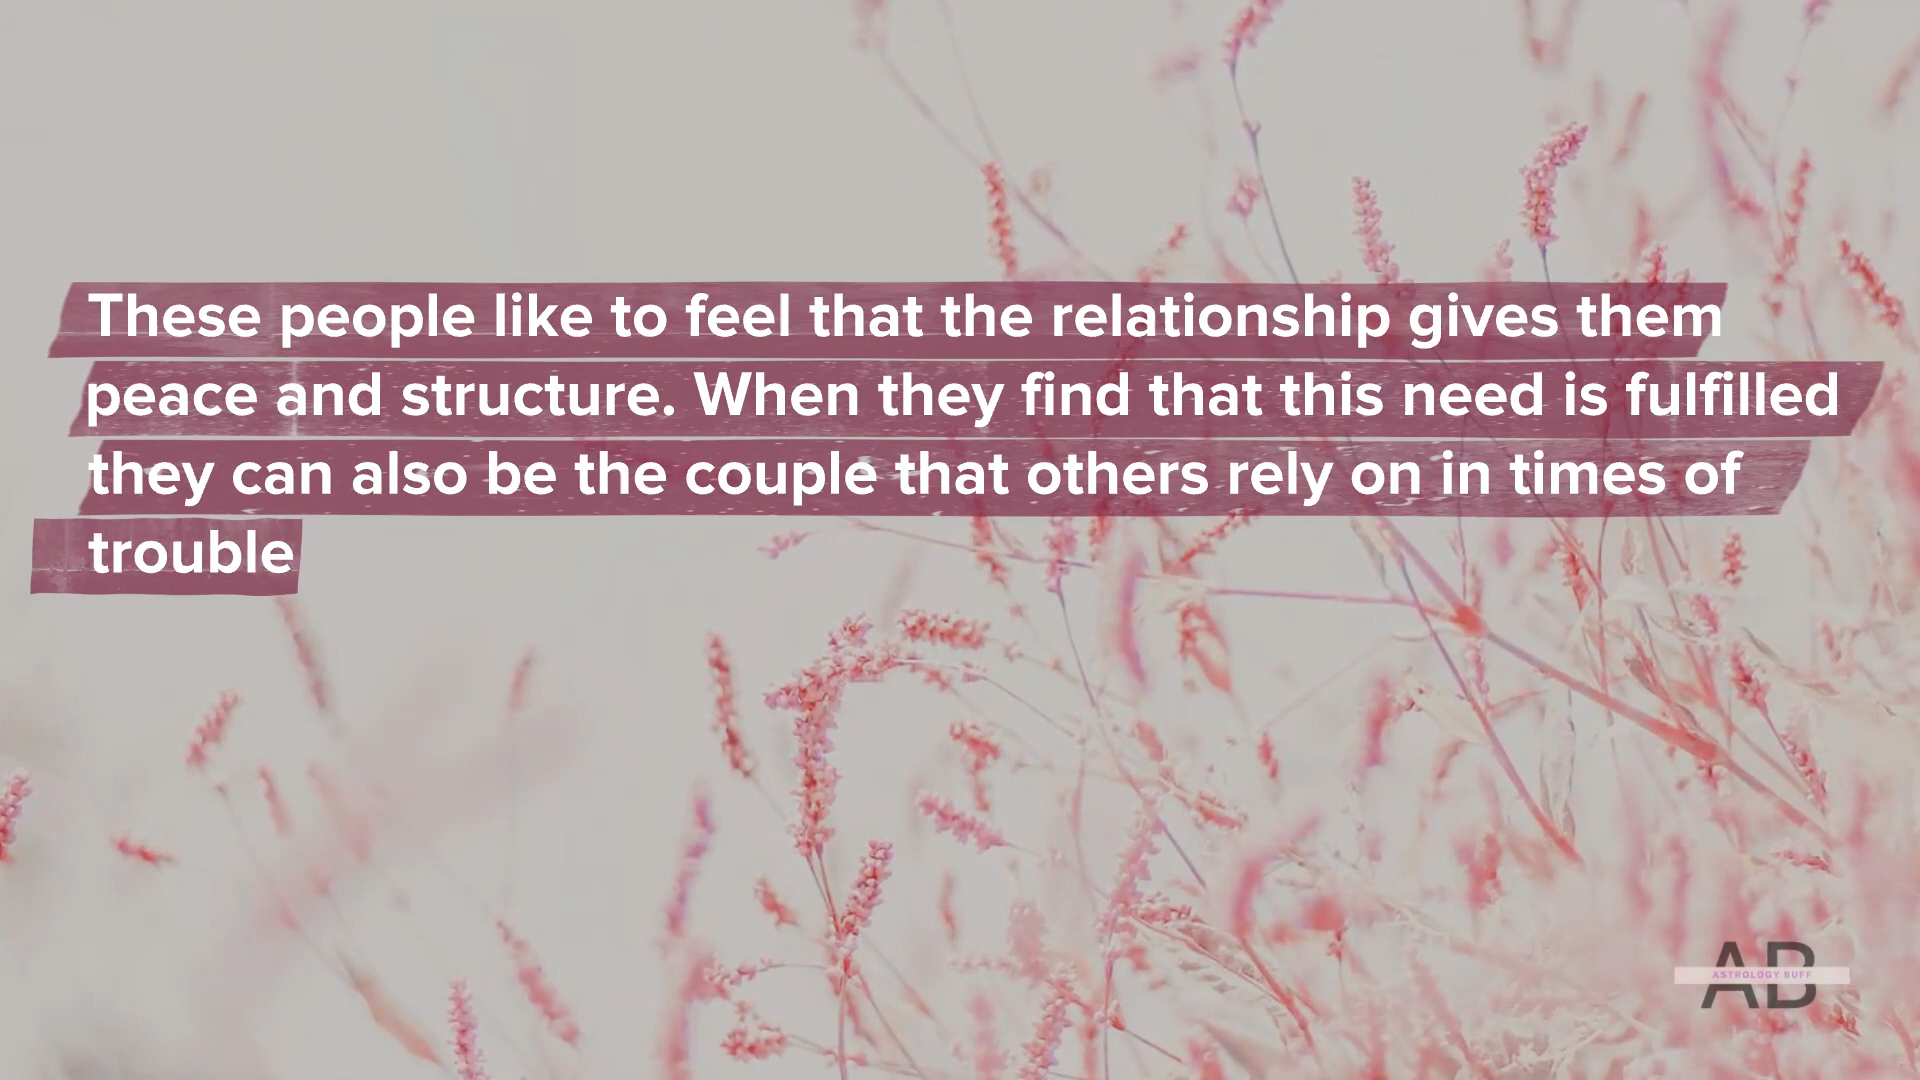 These people like to feel that the relationship gives them
peace and structure. When they find that this need is fulfilled
they can also be the couple that others rely on in times of
trouble
AB
ASTROLOGY BUFF